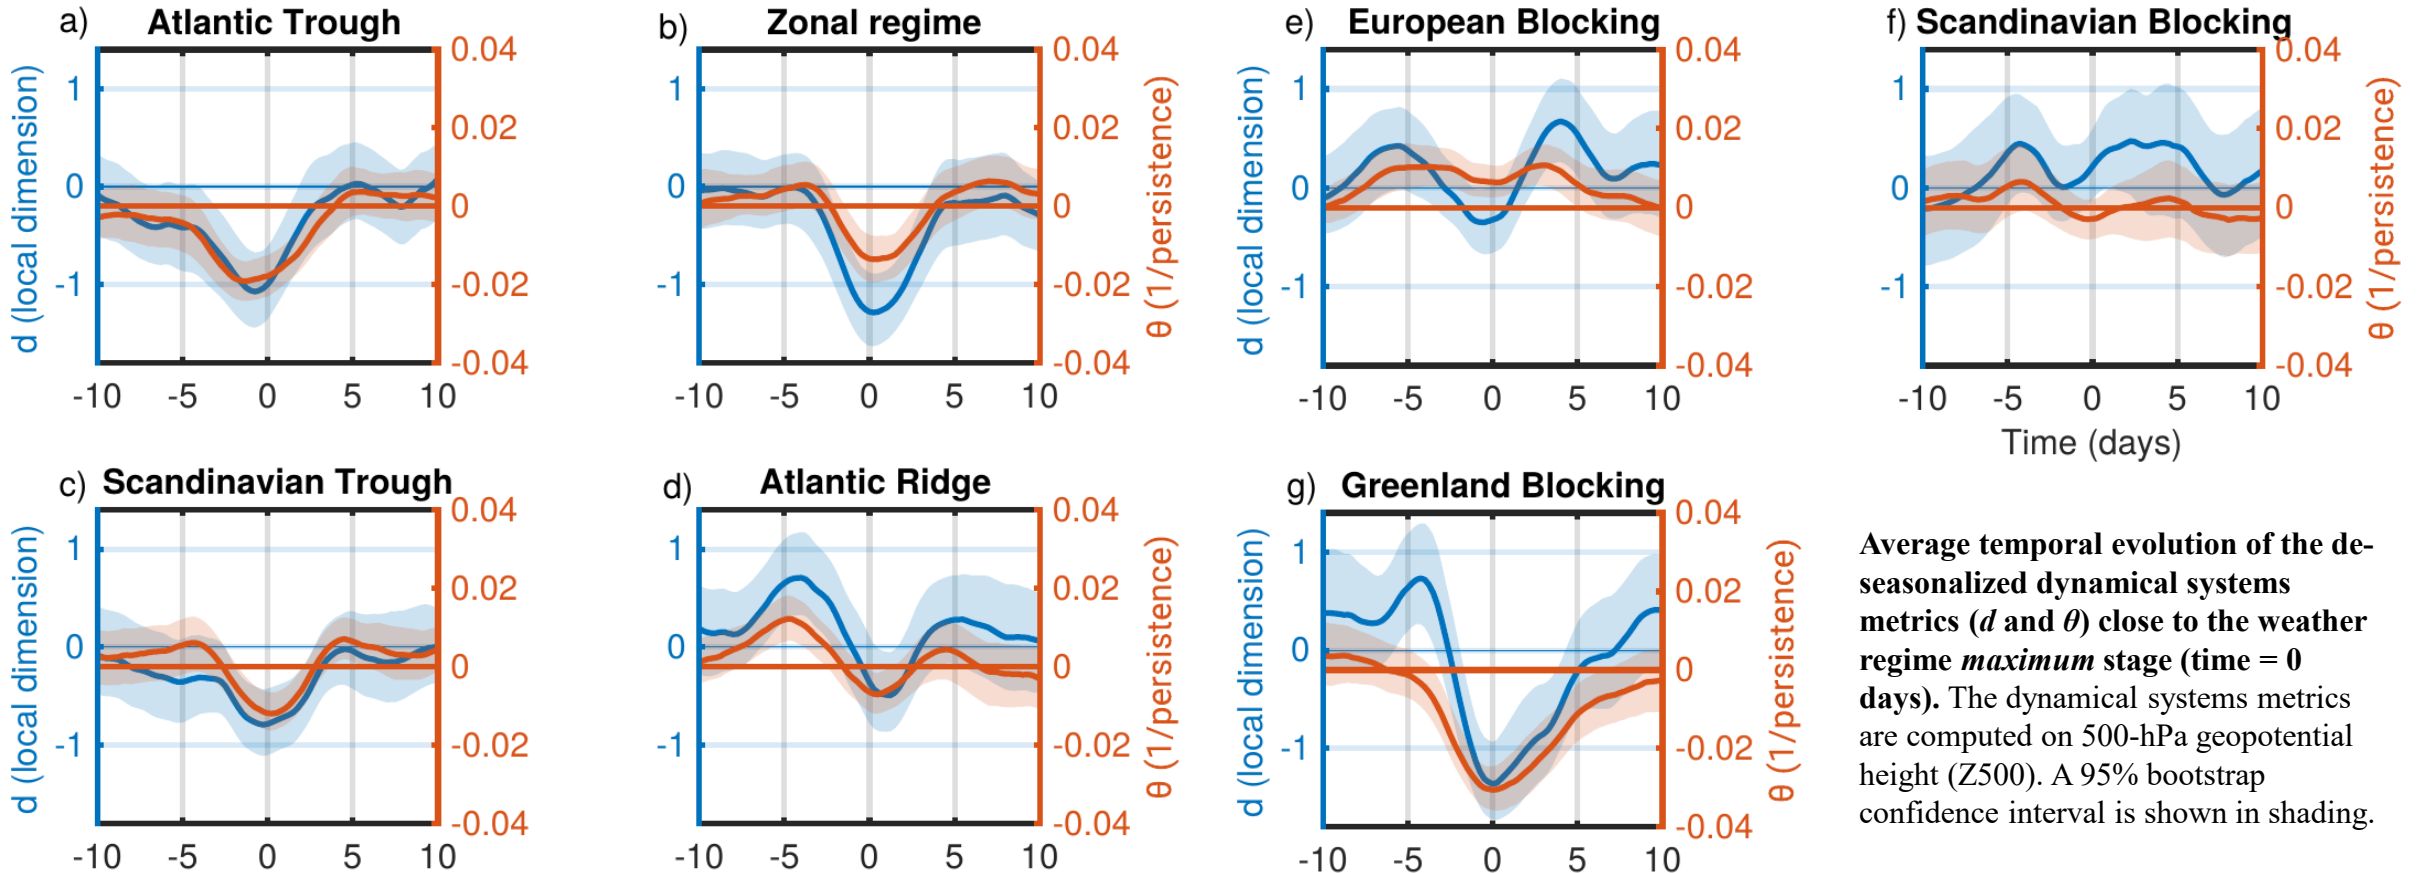 a) Atlantic Trough
d (local dimension)
1
0
-1
0.04
0.02
0
-0.02
-0.04
-10 -5 0 5 10
b) Zonal regime
1
0
-1
0.04
0.02
0
-0.02
-0.04
θ (1/persistence)
-10 -5 0 5 10
e) European Blocking
d (local dimension)
1
0
-1
0.04
0.02
0
-0.02
-0.04
-10 -5 0 5 10
f) Scandinavian Blocking
1
0
-1
0.04
0.02
0
-0.02
-0.04
θ (1/persistence)
-10 -5 0 5 10
Time (days)
c) Scandinavian Trough
d (local dimension)
1
0
-1
0.04
0.02
0
-0.02
-0.04
-10 -5 0 5 10
d) Atlantic Ridge
1
0
-1
0.04
0.02
0
-0.02
-0.04
θ (1/persistence)
-10 -5 0 5 10
g) Greenland Blocking
d (local dimension)
1
0
-1
0.04
0.02
0
-0.02
-0.04
θ (1/persistence)
-10 -5 0 5 10
Average temporal evolution of the de-
seasonalized dynamical systems
metrics (d and θ) close to the weather
regime maximum stage (time = 0
days). The dynamical systems metrics
are computed on 500-hPa geopotential
height (Z500). A 95% bootstrap
confidence interval is shown in shading.